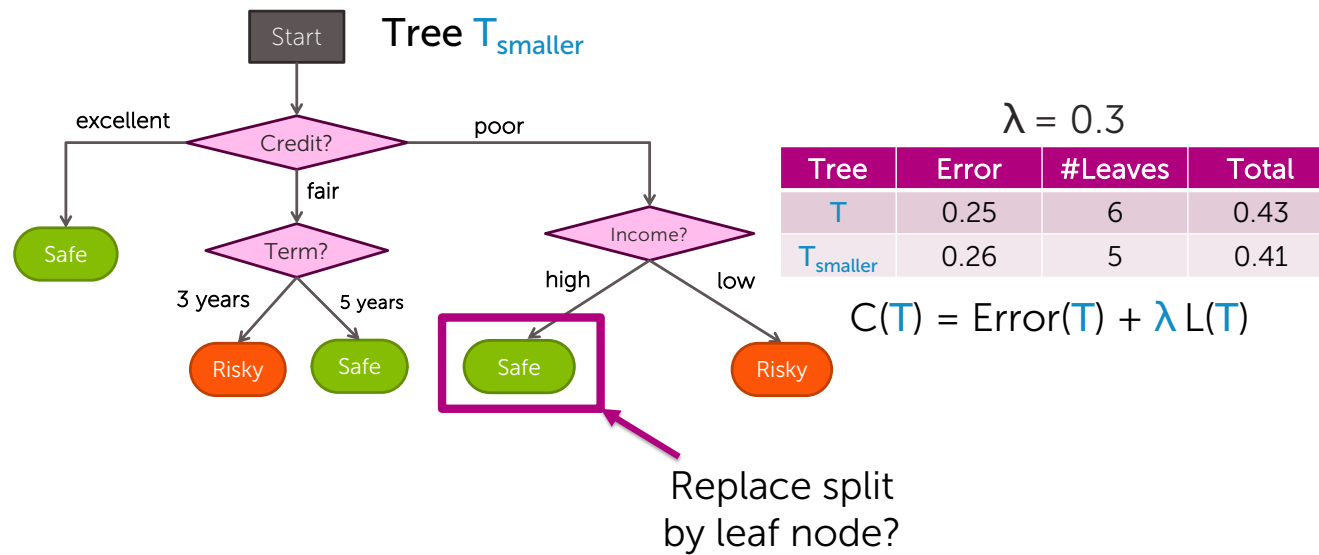 Start
Tree T_smaller
excellent
Credit?
poor
fair
Safe
Term?
Income?
3 years
5 years
high
low
Risky
Safe
Safe
Risky
λ = 0.3
Tree Error #Leaves Total
T 0.25 6 0.43
T_smaller 0.26 5 0.41
C(T) = Error(T) + λ L(T)
Replace split
by leaf node?